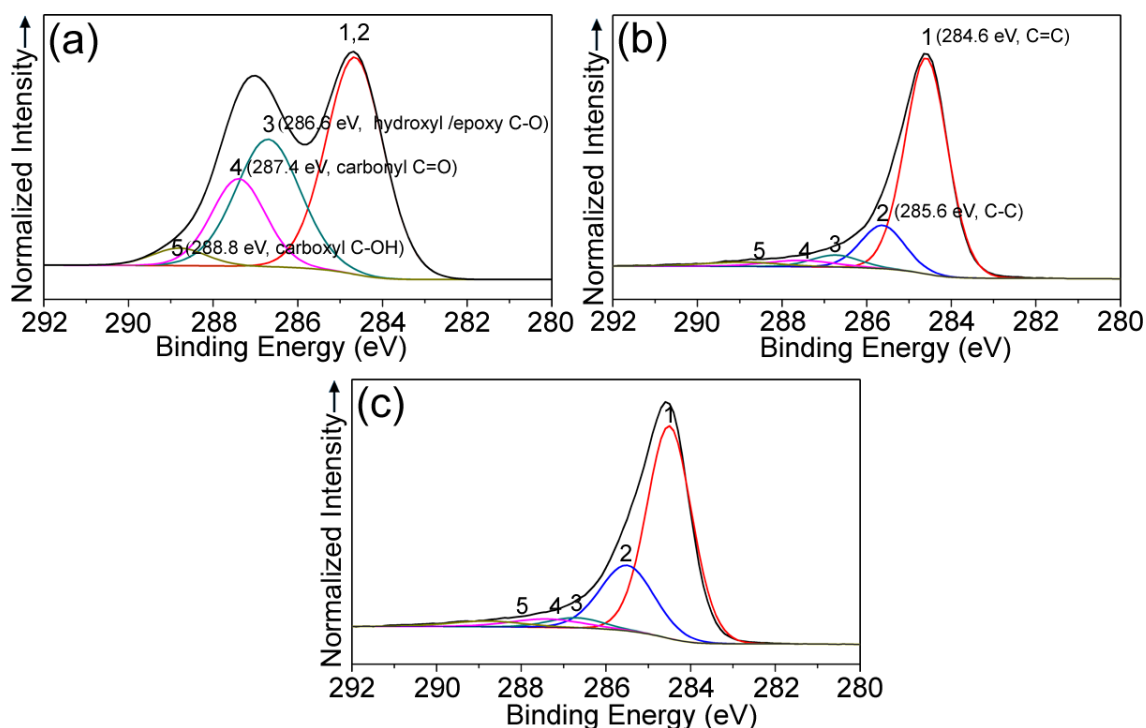 (a)
1,2
3 (286.6 eV, hydroxyl /epoxy C-O)
4 (287.4 eV, carbonyl C=O)
5 (288.8 eV, carboxyl C-OH)
Normalized Intensity
292 290 288 286 284 282 280
Binding Energy (eV)
(b)
1 (284.6 eV, C=C)
2 (285.6 eV, C-C)
5 4 3
Normalized Intensity
292 290 288 286 284 282 280
Binding Energy (eV)
(c)
1
2
5 4 3
Normalized Intensity
292 290 288 286 284 282 280
Binding Energy (eV)